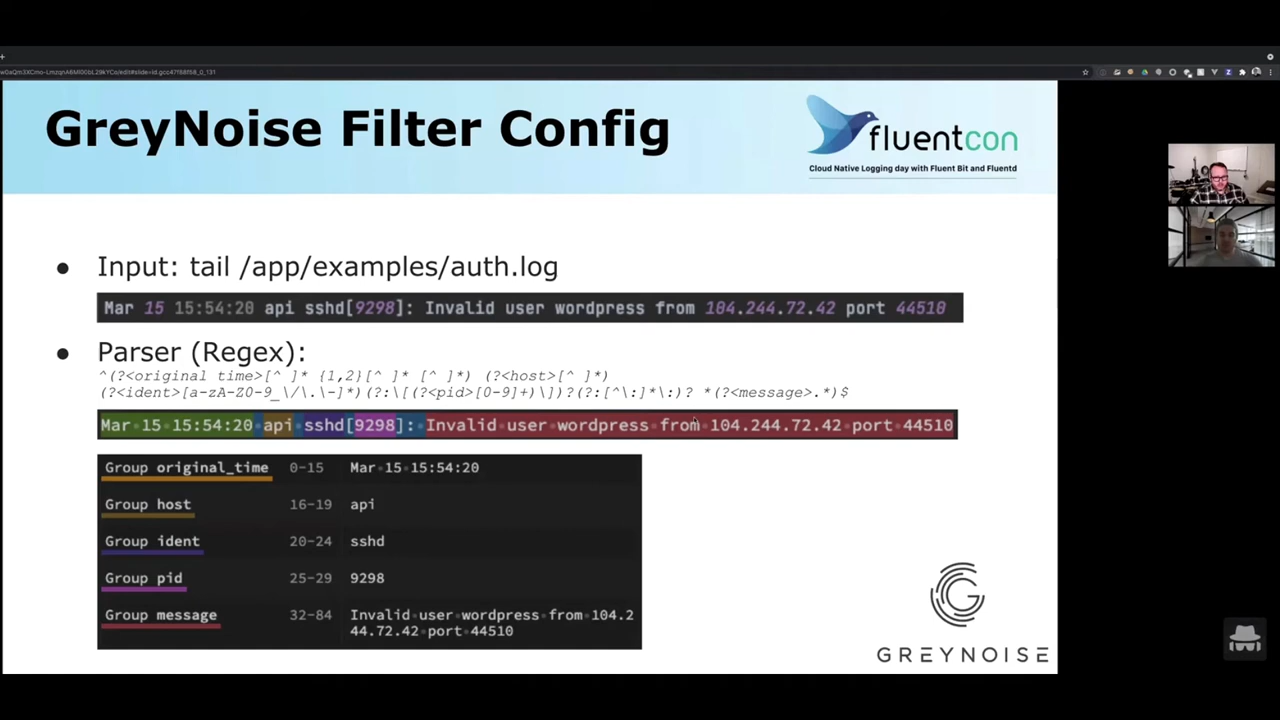 GreyNoise Filter Config
fluentcon
Cloud Native Logging day with Fluent Bit and Fluentd
● Input: tail /app/examples/auth.log
Mar 15 15:54:20 api sshd[9298]: Invalid user wordpress from 104.244.72.42 port 44510
● Parser (Regex):
^(?<original time>[^ ]* {1,2}[^ ]* [^ ]*) (?<host>[^ ]*)
(?<ident>[a-zA-Z0-9_\/\.\-]*)(?:\[(?<pid>[0-9]+)\])?(?:[^\:]*\:)? *(?<message>.*)$
Mar·15·15:54:20·api·sshd[9298]:·Invalid·user·wordpress·from·104.244.72.42·port·44510
Group original_time 0-15 Mar·15·15:54:20
Group host 16-19 api
Group ident 20-24 sshd
Group pid 25-29 9298
Group message 32-84 Invalid·user·wordpress·from·104.2
44.72.42·port·44510
GREYNOISE